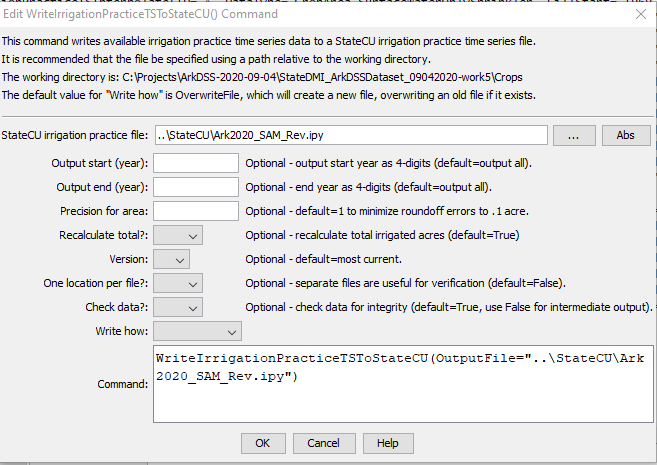 Edit WriteIrrigationPracticeTSToStateCU() Command
This command writes available irrigation practice time series data to a StateCU irrigation practice time series file.
It is recommended that the file be specified using a path relative to the working directory.
The working directory is: C:\Projects\ArkDSS-2020-09-04\StateDMI_ArkDSSDataset_09042020-work5\Crops
The default value for "Write how" is OverwriteFile, which will create a new file, overwriting an old file if it exists.
StateCU irrigation practice file: ..\StateCU\Ark2020_SAM_Rev.ipy ... Abs
Output start (year): Optional - output start year as 4-digits (default=output all).
Output end (year): Optional - end year as 4-digits (default=output all).
Precision for area: Optional - default=1 to minimize roundoff errors to .1 acre.
Recalculate total?: Optional - recalculate total irrigated acres (default=True)
Version: Optional - default=most current.
One location per file?: Optional - separate files are useful for verification (default=False).
Check data?: Optional - check data for integrity (default=True, use False for intermediate output).
Write how:
Command: WriteIrrigationPracticeTSToStateCU(OutputFile="..\StateCU\Ark
2020_SAM_Rev.ipy")
OK Cancel Help